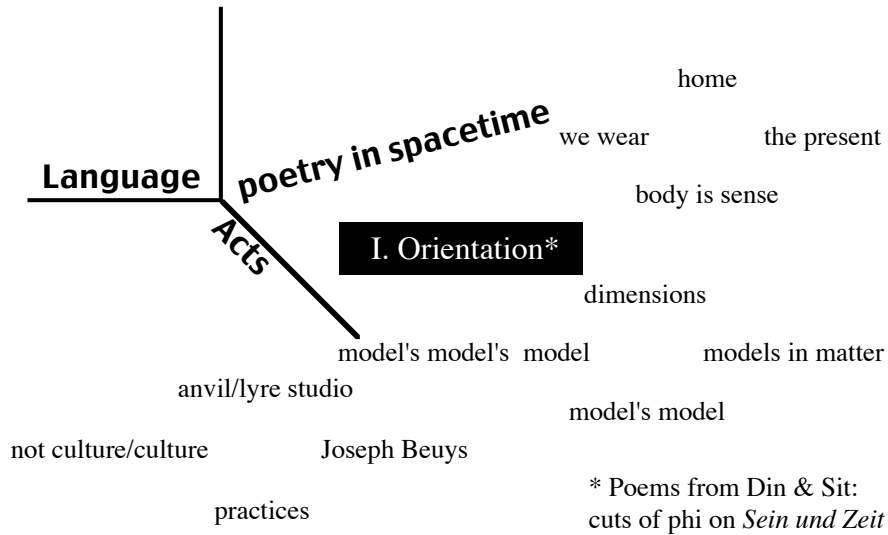 home
we wear
the present
poetry in spacetime
Language
body is sense
Acts
I. Orientation*
dimensions
model's model's  model
models in matter
anvil/lyre studio
model's model
not culture/culture
Joseph Beuys
* Poems from Din & Sit:
cuts of phi on Sein und Zeit
practices